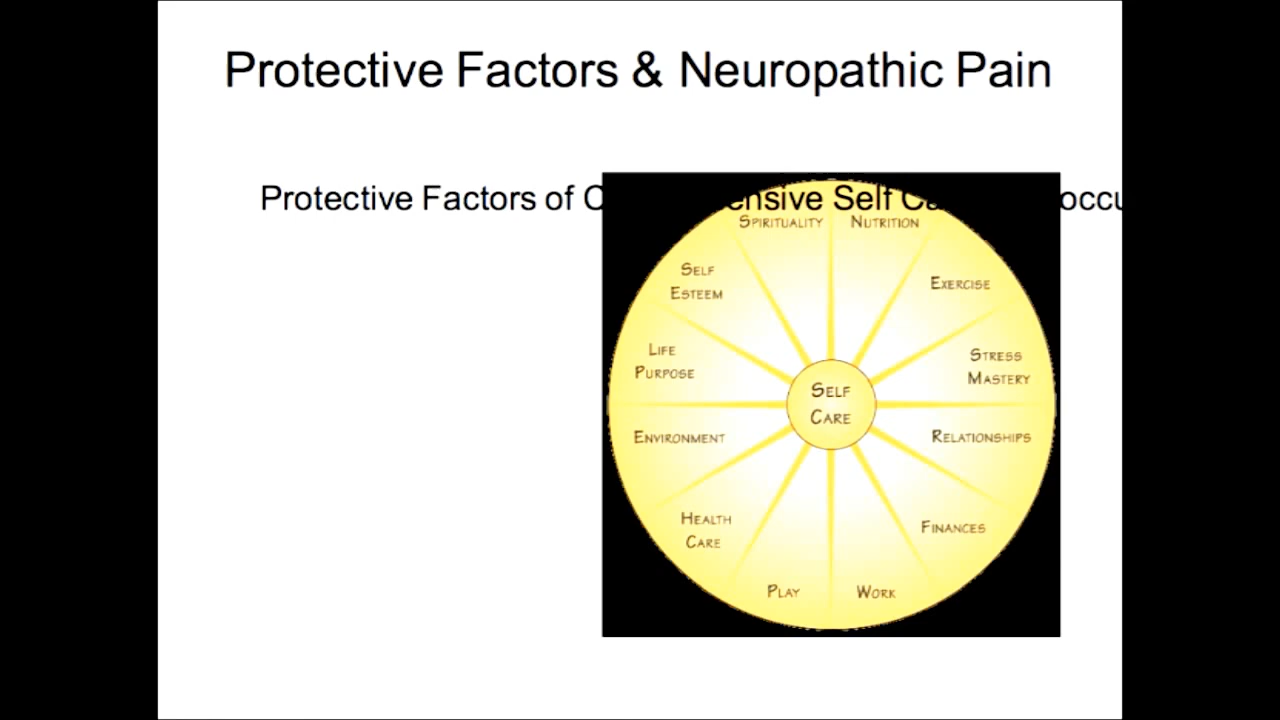 Protective Factors & Neuropathic Pain
Protective Factors of C ensive Self Ca occu
SPIRITUALITY
NUTRITION
SELF
ESTEEM
EXERCISE
LIFE
PURPOSE
STRESS
MASTERY
SELF
CARE
ENVIRONMENT
RELATIONSHIPS
HEALTH
CARE
FINANCES
PLAY
WORK